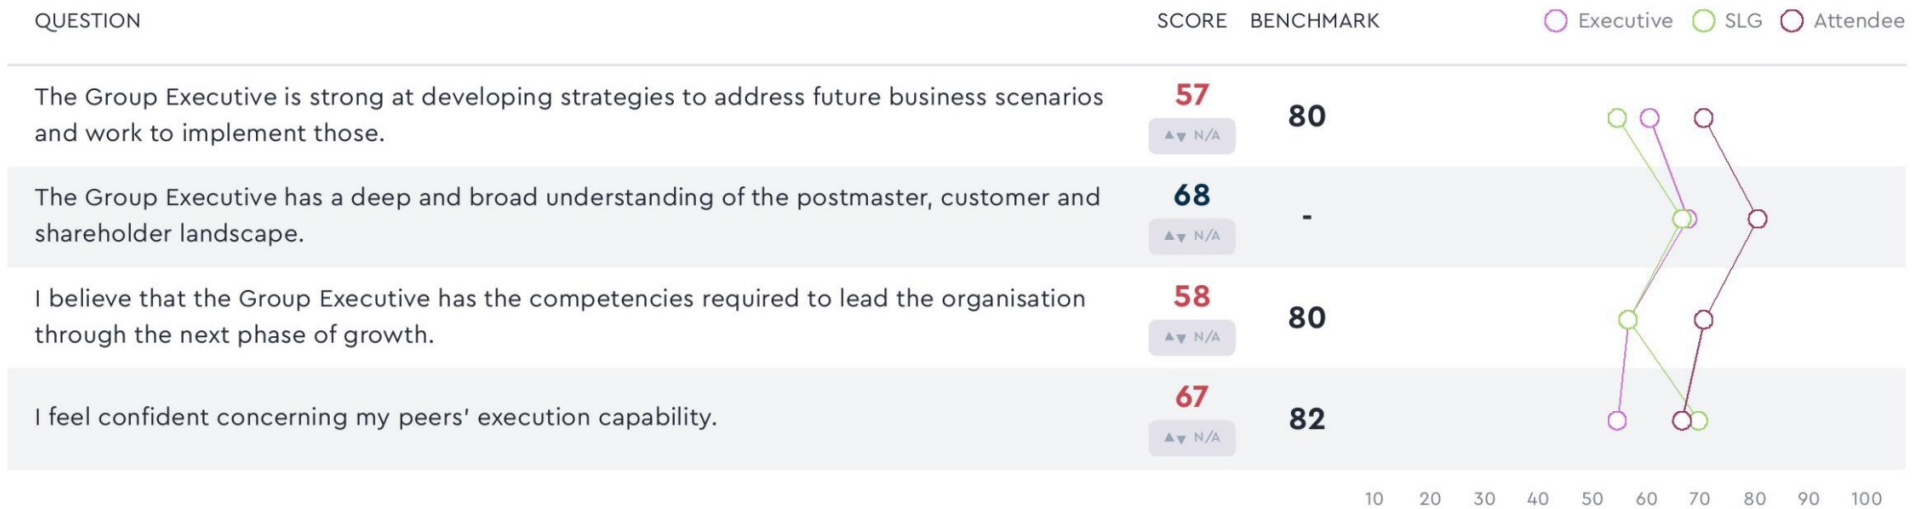 QUESTION SCORE BENCHMARK Executive SLG Attendee
The Group Executive is strong at developing strategies to address future business scenarios
and work to implement those.
57
▲▼ N/A
80
The Group Executive has a deep and broad understanding of the postmaster, customer and
shareholder landscape.
68
▲▼ N/A
-
I believe that the Group Executive has the competencies required to lead the organisation
through the next phase of growth.
58
▲▼ N/A
80
I feel confident concerning my peers' execution capability.
67
▲▼ N/A
82
10 20 30 40 50 60 70 80 90 100